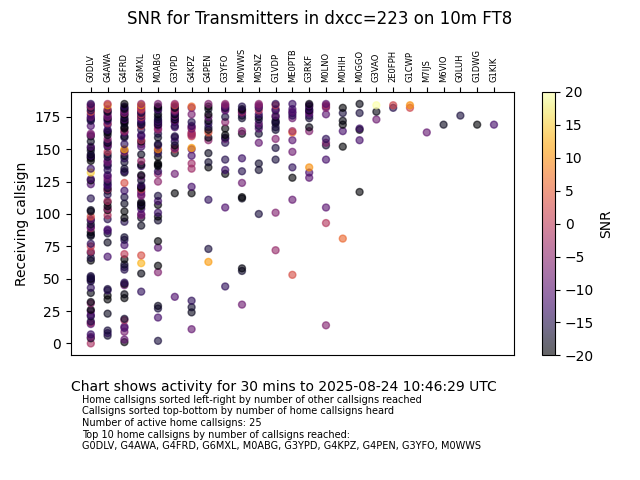 SNR for Transmitters in dxcc=223 on 10m FT8
G0DLV G4AWA G4FRD G6MXL M0ABG G3YPD G4KPZ G4PEN G3YFO M0WWS M0SNZ G1VDP ME0PTB G3RKF M0LNO M0HIH M0GGO G3VAO 2E0FPH G1CWP M7IJS M6VIO G0LUH G1DWG G1KIK
Receiving callsign
175
150
125
100
75
50
25
0
20
15
10
5
0
−5
−10
−15
−20
SNR
Chart shows activity for 30 mins to 2025-08-24 10:46:29 UTC
Home callsigns sorted left-right by number of other callsigns reached
Callsigns sorted top-bottom by number of home callsigns heard
Number of active home callsigns: 25
Top 10 home callsigns by number of callsigns reached:
G0DLV, G4AWA, G4FRD, G6MXL, M0ABG, G3YPD, G4KPZ, G4PEN, G3YFO, M0WWS